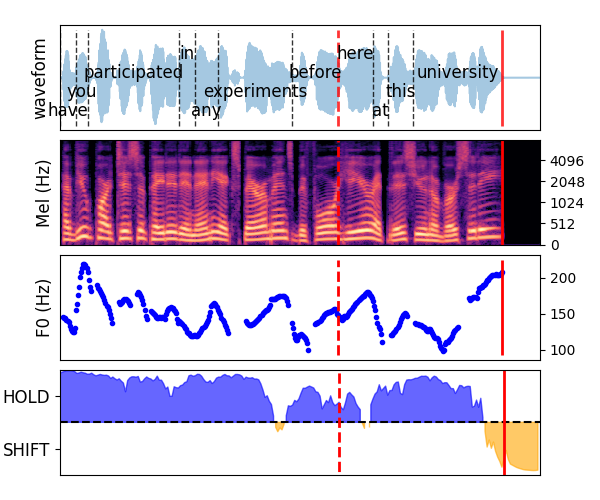 waveform
have
you
participated
in
any
experiments
before
here
at
this
university
Mel (Hz)
4096
2048
1024
512
0
F0 (Hz)
200
150
100
HOLD
SHIFT